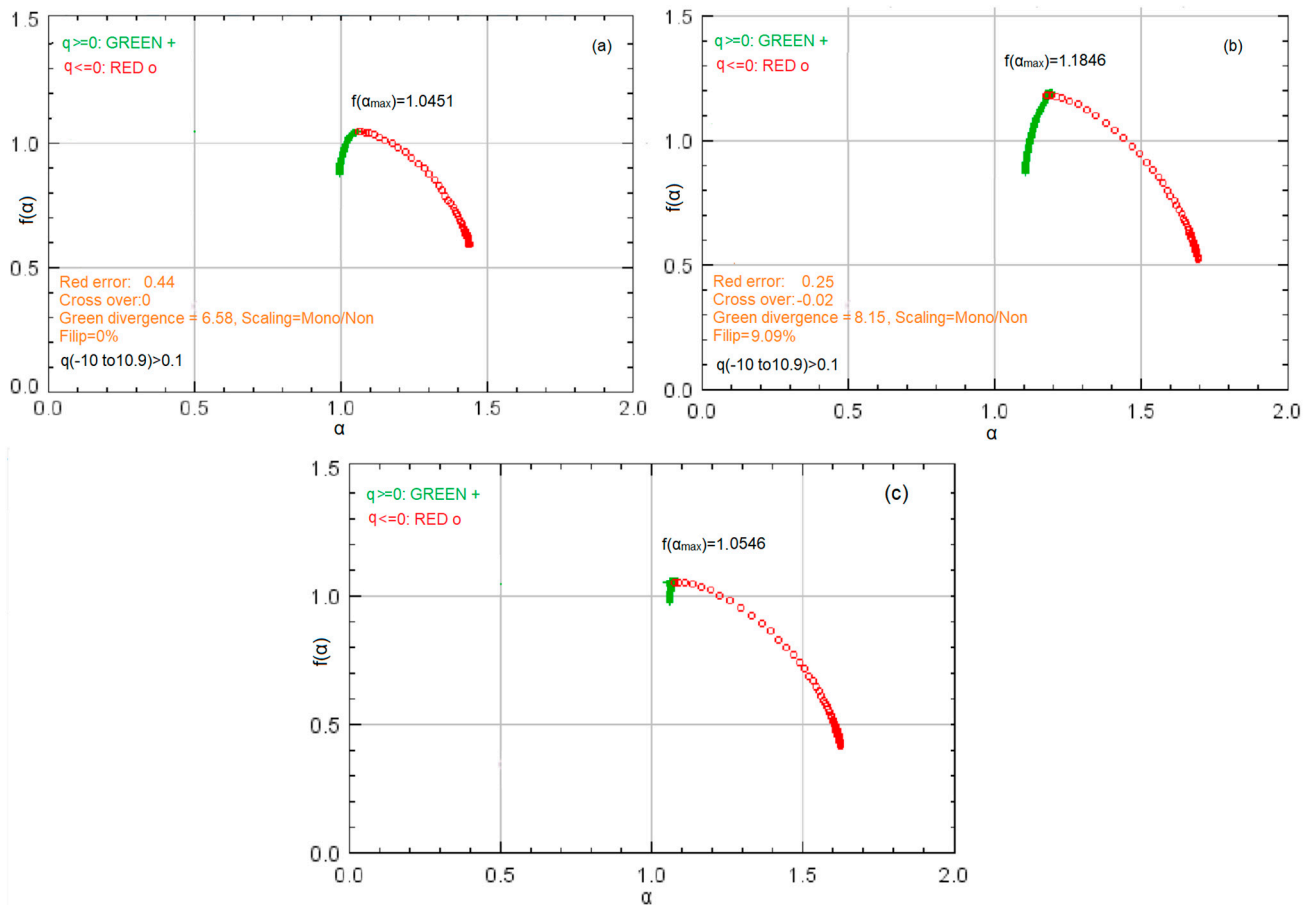 1.5
q>=0: GREEN +
(a)
q<=0: RED o
f(αmax)=1.0451
1.0
f(α)
0.5
Red error: 0.44
Cross over:0
Green divergence = 6.58, Scaling=Mono/Non
Filip=0%
q(-10 to10.9)>0.1
0.0
0.0 0.5 1.0 1.5 2.0
α
1.5
q>=0: GREEN +
(b)
f(αmax)=1.1846
q<=0: RED o
1.0
f(α)
0.5
Red error: 0.25
Cross over:-0.02
Green divergence = 8.15, Scaling=Mono/Non
Filip=9.09%
q(-10 to10.9)>0.1
0.0
0.0 0.5 1.0 1.5 2.0
α
1.5
q>=0: GREEN +
(c)
q<=0: RED o
f(αmax)=1.0546
1.0
f(α)
0.5
0.0
0.0 0.5 1.0 1.5 2.0
α